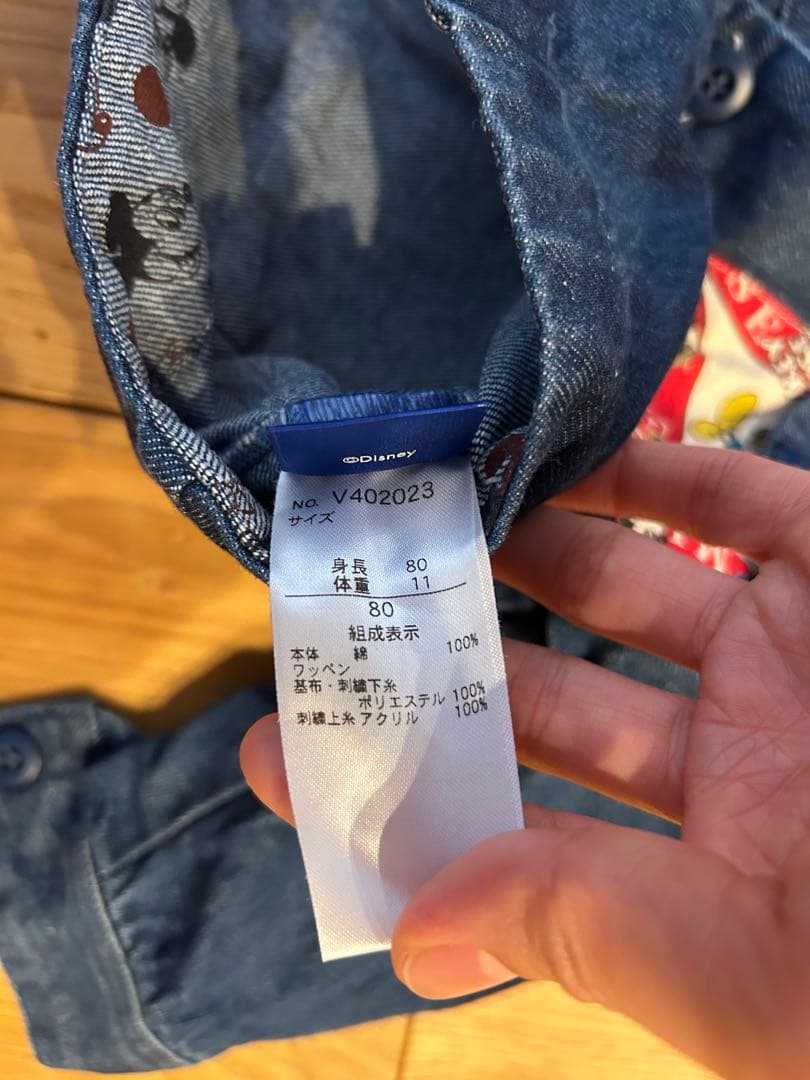 ©Disney
NO. V402023
サイズ
身長 80
体重 11
80
組成表示
本体 綿 100%
ワッペン
基布・刺繍下糸
ポリエステル 100%
刺繍上糸 アクリル 100%